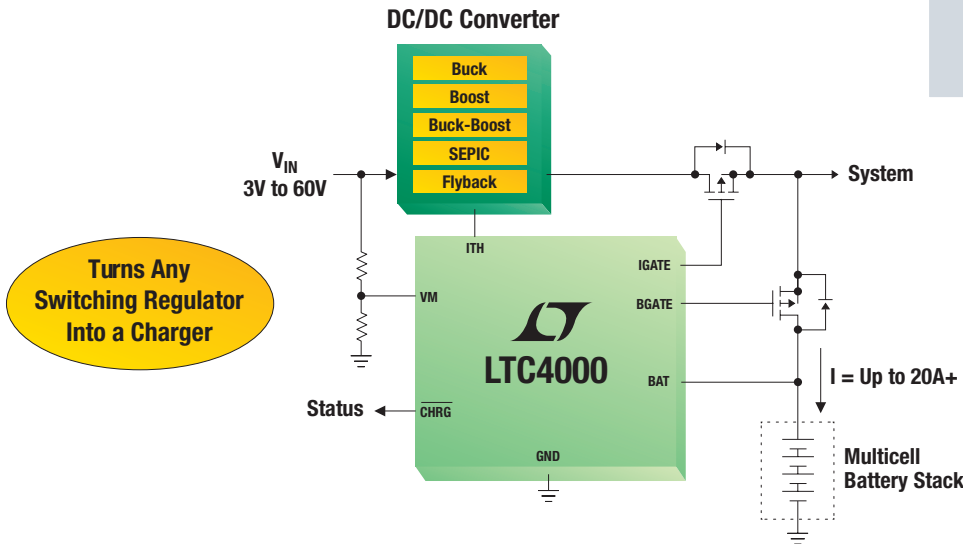 DC/DC Converter
Buck
Boost
Buck-Boost
SEPIC
Flyback
VIN
3V to 60V
System
ITH
IGATE
Turns Any
Switching Regulator
Into a Charger
VM
BGATE
LTC4000
BAT
I = Up to 20A+
Status
CHRG
GND
Multicell
Battery Stack